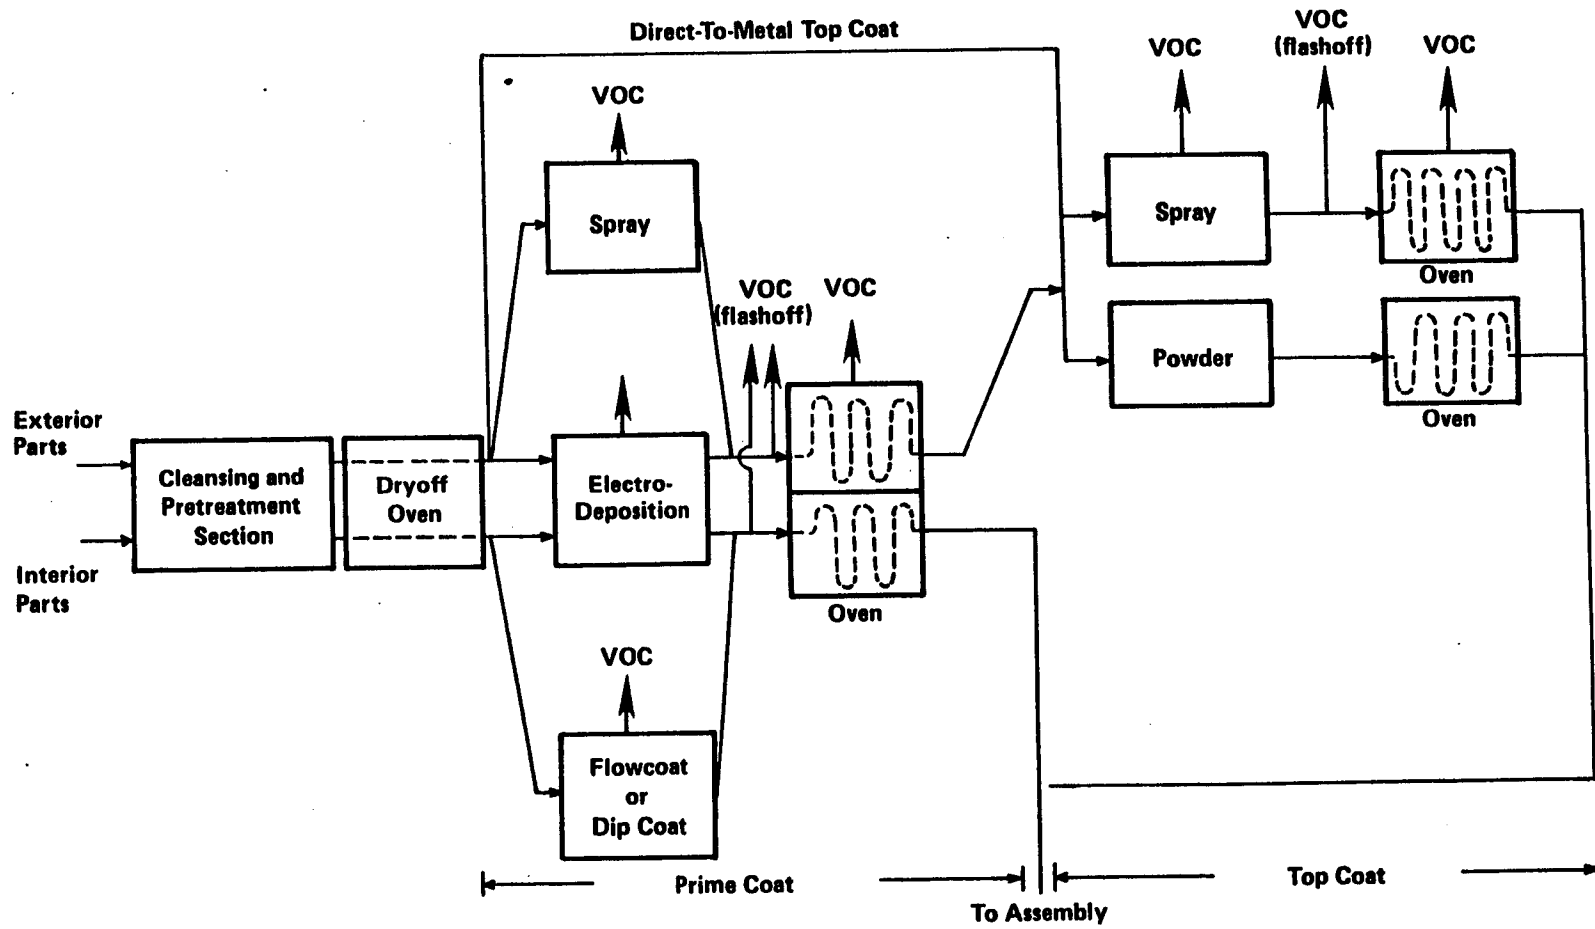 Direct-To-Metal Top Coat
VOC
VOC
(flashoff)
VOC
VOC
Spray
Spray
Oven
VOC
(flashoff)
VOC
Powder
Oven
Exterior
Parts
Cleansing and
Pretreatment
Section
Dryoff
Oven
Electro-
Deposition
Interior
Parts
Oven
VOC
Flowcoat
or
Dip Coat
Prime Coat
Top Coat
To Assembly